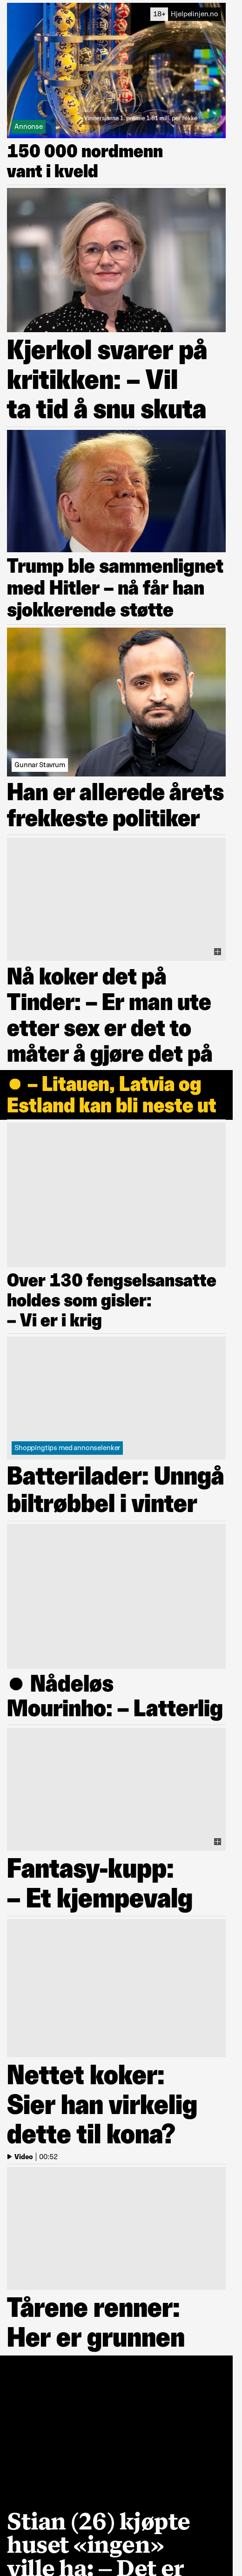 18+ Hjelpelinjen.no
Vinnersjanse 1. premie 1:81 mill. per rekke
Annonse
150 000 nordmenn
vant i kveld
Kjerkol svarer på
kritikken: – Vil
ta tid å snu skuta
Trump ble sammenlignet
med Hitler – nå får han
sjokkerende støtte
Gunnar Stavrum
Han er allerede årets
frekkeste politiker
Nå koker det på
Tinder: – Er man ute
etter sex er det to
måter å gjøre det på
● – Litauen, Latvia og
Estland kan bli neste ut
Over 130 fengselsansatte
holdes som gisler:
– Vi er i krig
Shoppingtips med annonselenker
Batterilader: Unngå
biltrøbbel i vinter
● Nådeløs
Mourinho: – Latterlig
Fantasy-kupp:
– Et kjempevalg
Nettet koker:
Sier han virkelig
dette til kona?
Video | 00:52
Tårene renner:
Her er grunnen
Stian (26) kjøpte
huset «ingen»
ville ha: – Det er